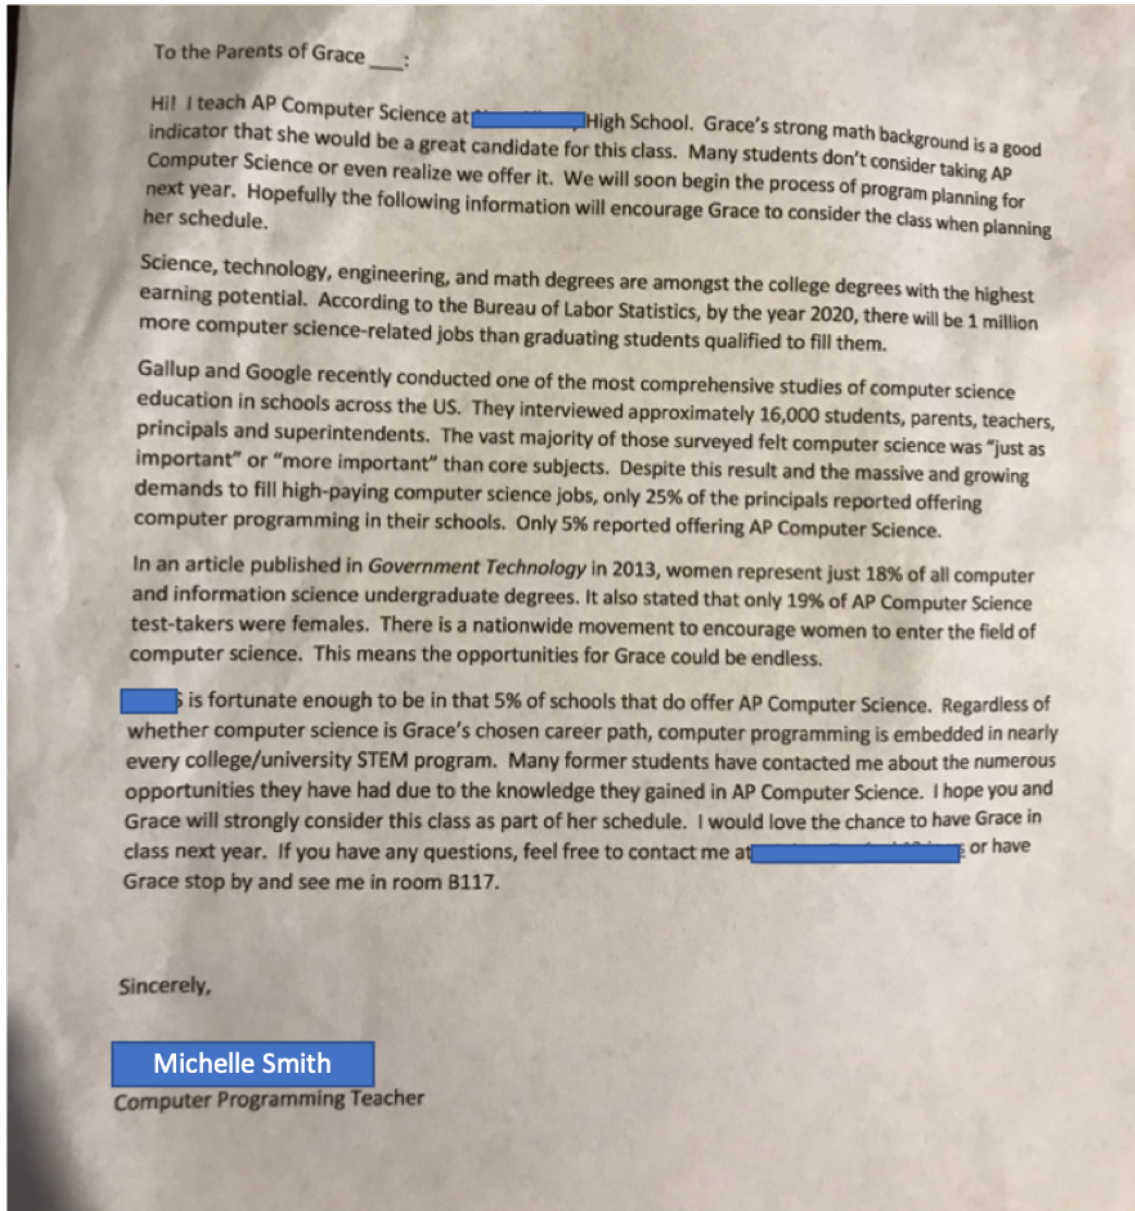 To the Parents of Grace ___:
Hi! I teach AP Computer Science at High School. Grace's strong math background is a good
indicator that she would be a great candidate for this class. Many students don't consider taking AP
Computer Science or even realize we offer it. We will soon begin the process of program planning for
next year. Hopefully the following information will encourage Grace to consider the class when planning
her schedule.
Science, technology, engineering, and math degrees are amongst the college degrees with the highest
earning potential. According to the Bureau of Labor Statistics, by the year 2020, there will be 1 million
more computer science-related jobs than graduating students qualified to fill them.
Gallup and Google recently conducted one of the most comprehensive studies of computer science
education in schools across the US. They interviewed approximately 16,000 students, parents, teachers,
principals and superintendents. The vast majority of those surveyed felt computer science was "just as
important" or "more important" than core subjects. Despite this result and the massive and growing
demands to fill high-paying computer science jobs, only 25% of the principals reported offering
computer programming in their schools. Only 5% reported offering AP Computer Science.
In an article published in Government Technology in 2013, women represent just 18% of all computer
and information science undergraduate degrees. It also stated that only 19% of AP Computer Science
test-takers were females. There is a nationwide movement to encourage women to enter the field of
computer science. This means the opportunities for Grace could be endless.
is fortunate enough to be in that 5% of schools that do offer AP Computer Science. Regardless of
whether computer science is Grace's chosen career path, computer programming is embedded in nearly
every college/university STEM program. Many former students have contacted me about the numerous
opportunities they have had due to the knowledge they gained in AP Computer Science. I hope you and
Grace will strongly consider this class as part of her schedule. I would love the chance to have Grace in
class next year. If you have any questions, feel free to contact me at or have
Grace stop by and see me in room B117.
Sincerely,
Michelle Smith
Computer Programming Teacher